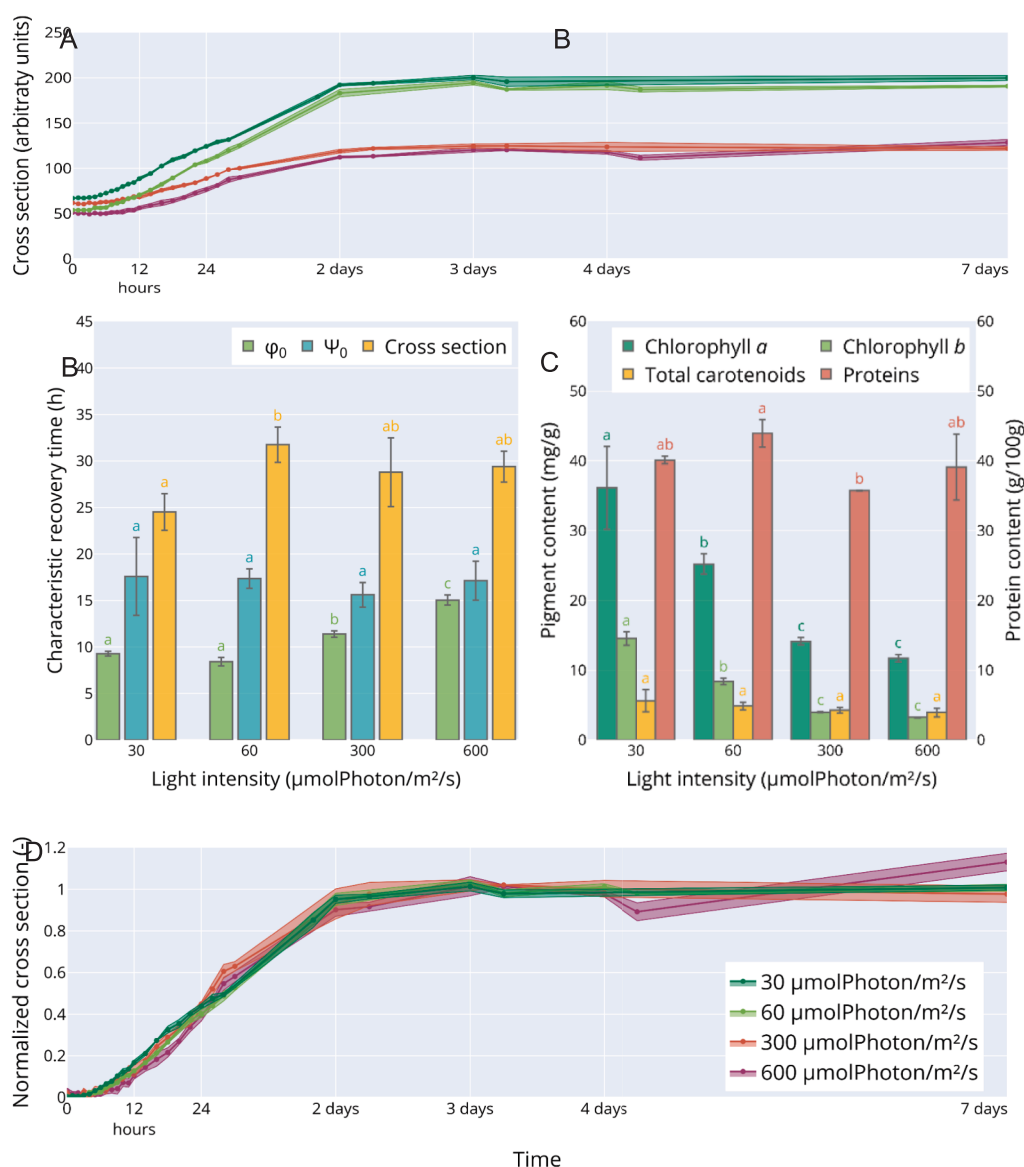 A
B
Cross section (arbitraty units)
250
200
150
100
50
0
0
12
24
2 days
3 days
4 days
7 days
hours
B
Characteristic recovery time (h)
45
40
35
30
25
20
15
10
5
0
φ0 Ψ0 Cross section
a a a
a a b
b a ab
c a ab
30 60 300 600
Light intensity (µmolPhoton/m²/s)
C
Pigment content (mg/g)
60
50
40
30
20
10
0
Chlorophyll a Chlorophyll b
Total carotenoids Proteins
a a a ab
b b a a
c c a b
c c a ab
30 60 300 600
Light intensity (µmolPhoton/m²/s)
60
50
40
30
20
10
0
Protein content (g/100g)
D
Normalized cross section (-)
1.2
1
0.8
0.6
0.4
0.2
0
30 µmolPhoton/m²/s
60 µmolPhoton/m²/s
300 µmolPhoton/m²/s
600 µmolPhoton/m²/s
0
12
24
2 days
3 days
4 days
7 days
hours
Time